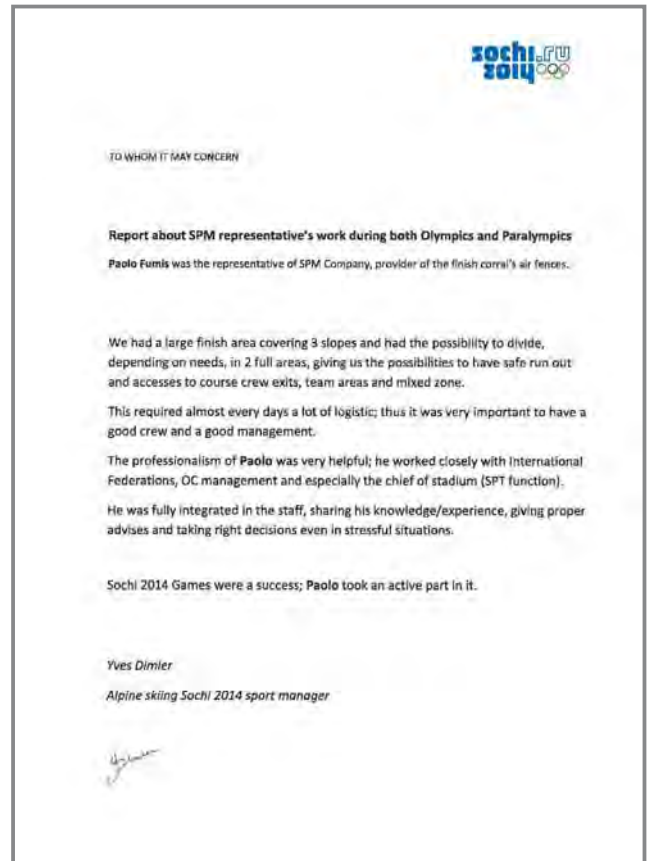 sochi.ru
2014
TO WHOM IT MAY CONCERN
Report about SPM representative's work during both Olympics and Paralympics
Paolo Fumis was the representative of SPM Company, provider of the finish corral's air fences.
We had a large finish area covering 3 slopes and had the possibility to divide,
depending on needs, in 2 full areas, giving us the possibilities to have safe run out
and accesses to course crew exits, team areas and mixed zone.
This required almost every days a lot of logistic; thus it was very important to have a
good crew and a good management.
The professionalism of Paolo was very helpful; he worked closely with International
Federations, OC management and especially the chief of stadium (SPT function).
He was fully integrated in the staff, sharing his knowledge/experience, giving proper
advises and taking right decisions even in stressful situations.
Sochi 2014 Games were a success; Paolo took an active part in it.
Yves Dimier
Alpine skiing Sochi 2014 sport manager